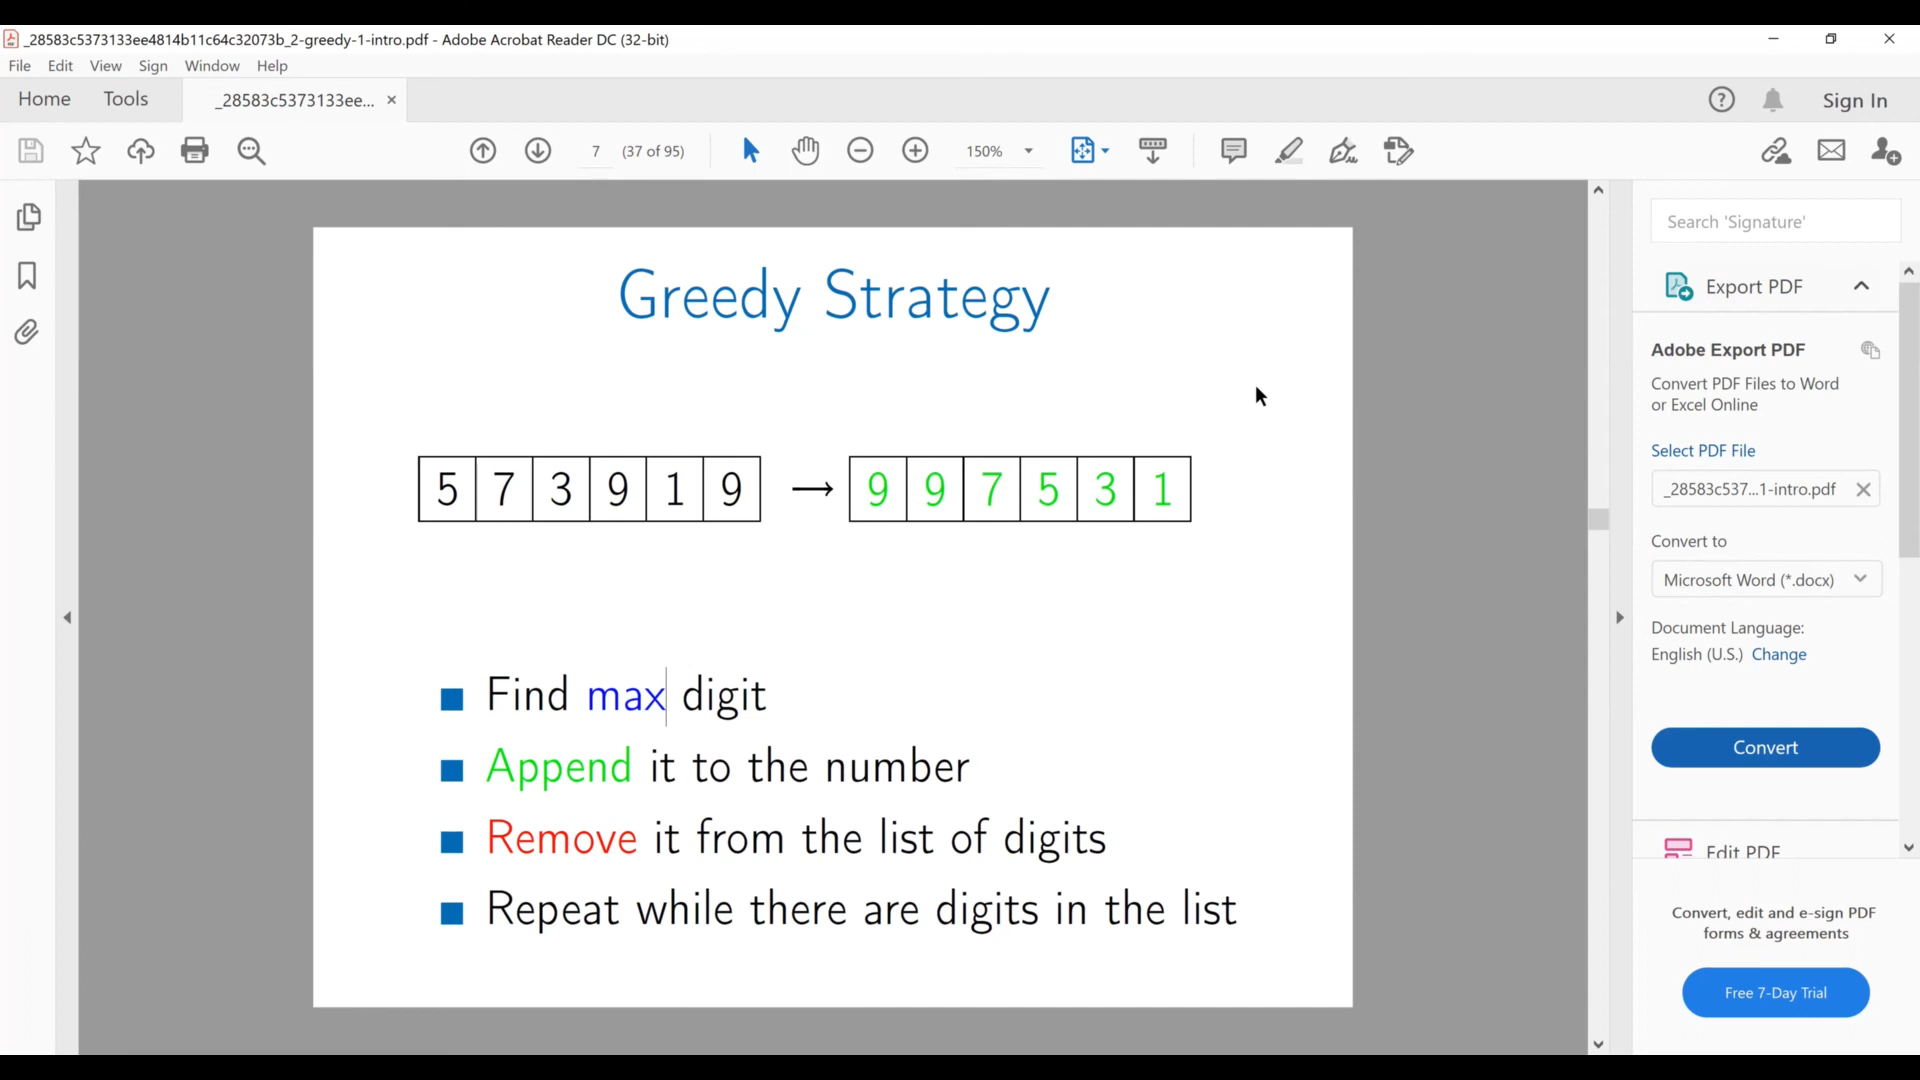 _28583c5373133ee4814b11c64c32073b_2-greedy-1-intro.pdf - Adobe Acrobat Reader DC (32-bit)
File Edit View Sign Window Help
Home Tools _28583c5373133ee... Sign In
7 (37 of 95) 150%
Greedy Strategy
5 7 3 9 1 9 → 9 9 7 5 3 1
Find max digit
Append it to the number
Remove it from the list of digits
Repeat while there are digits in the list
Search 'Signature'
Export PDF
Adobe Export PDF
Convert PDF Files to Word
or Excel Online
Select PDF File
_28583c537...1-intro.pdf
Convert to
Microsoft Word (*.docx)
Document Language:
English (U.S.) Change
Convert
Edit PDF
Convert, edit and e-sign PDF
forms & agreements
Free 7-Day Trial